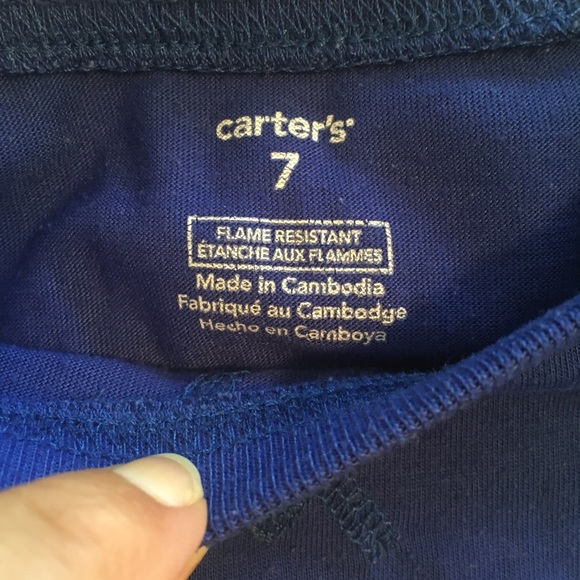 carter's
7
FLAME RESISTANT
ÉTANCHE AUX FLAMMES
Made in Cambodia
Fabriqué au Cambodge
Hecho en Camboya